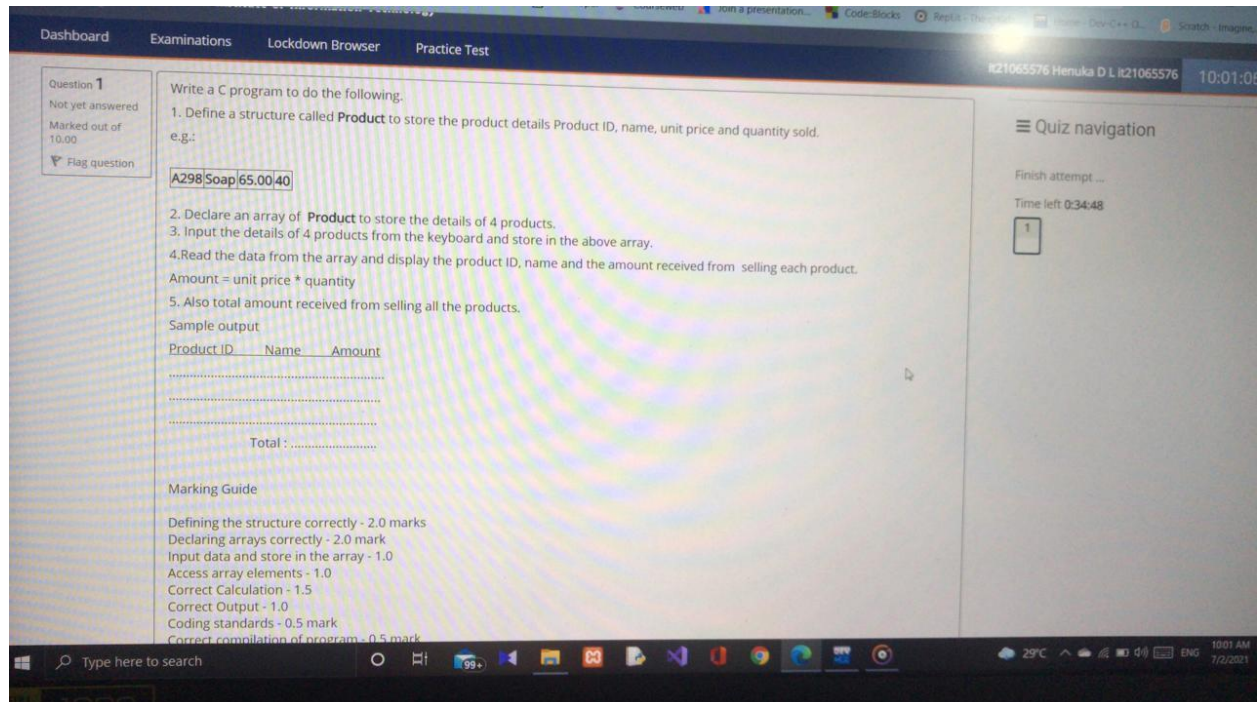 Join a presentation...
Code::Blocks
Dashboard
Examinations
Lockdown Browser
Practice Test
it21065576 Henuka D L it21065576
10:01:0
Question 1
Not yet answered
Marked out of
10.00
Flag question
Write a C program to do the following.
1. Define a structure called Product to store the product details Product ID, name, unit price and quantity sold.
e.g.:
A298 Soap 65.00 40
2. Declare an array of Product to store the details of 4 products.
3. Input the details of 4 products from the keyboard and store in the above array.
4.Read the data from the array and display the product ID, name and the amount received from selling each product.
Amount = unit price * quantity
5. Also total amount received from selling all the products.
Sample output
Product ID Name Amount
................................................................
................................................................
................................................................
Total : ..........................
Marking Guide
Defining the structure correctly - 2.0 marks
Declaring arrays correctly - 2.0 mark
Input data and store in the array - 1.0
Access array elements - 1.0
Correct Calculation - 1.5
Correct Output - 1.0
Coding standards - 0.5 mark
Correct compilation of program - 0.5 mark
Quiz navigation
Finish attempt ...
Time left 0:34:48
1
Type here to search
99+
29°C
ENG
10:01 AM
7/2/2021